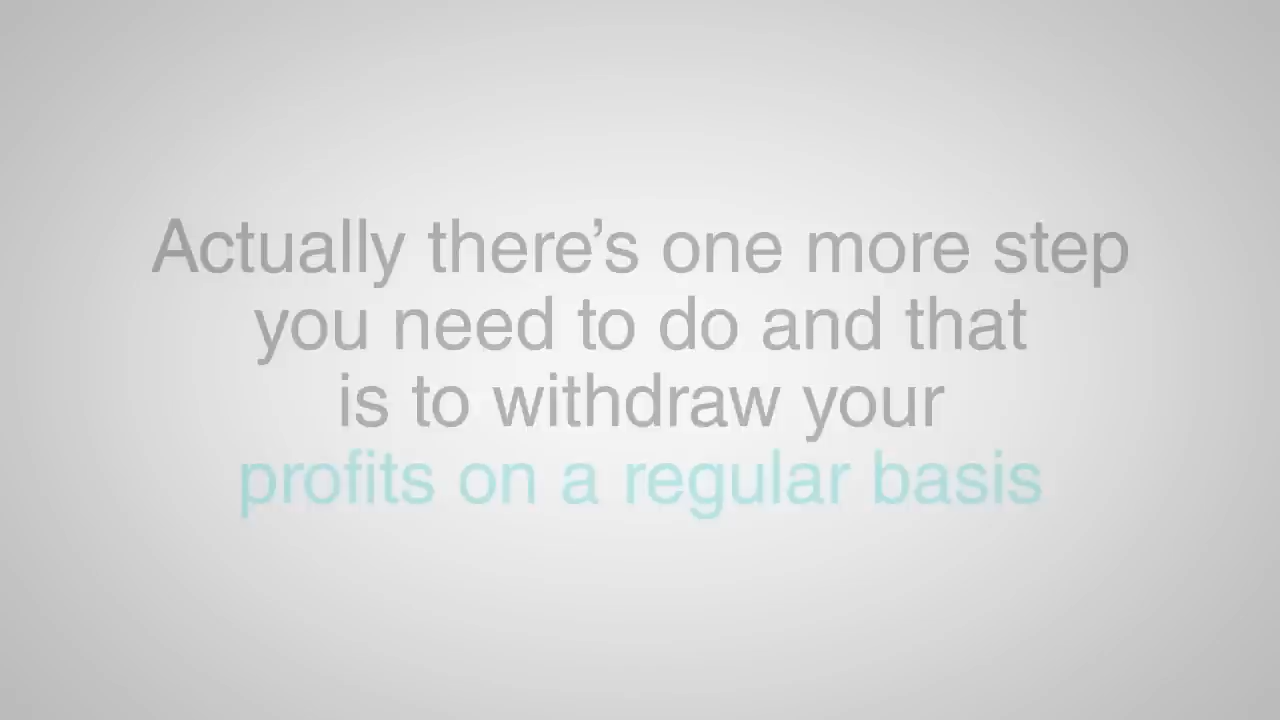 Actually there’s one more step
you need to do and that
is to withdraw your
profits on a regular basis